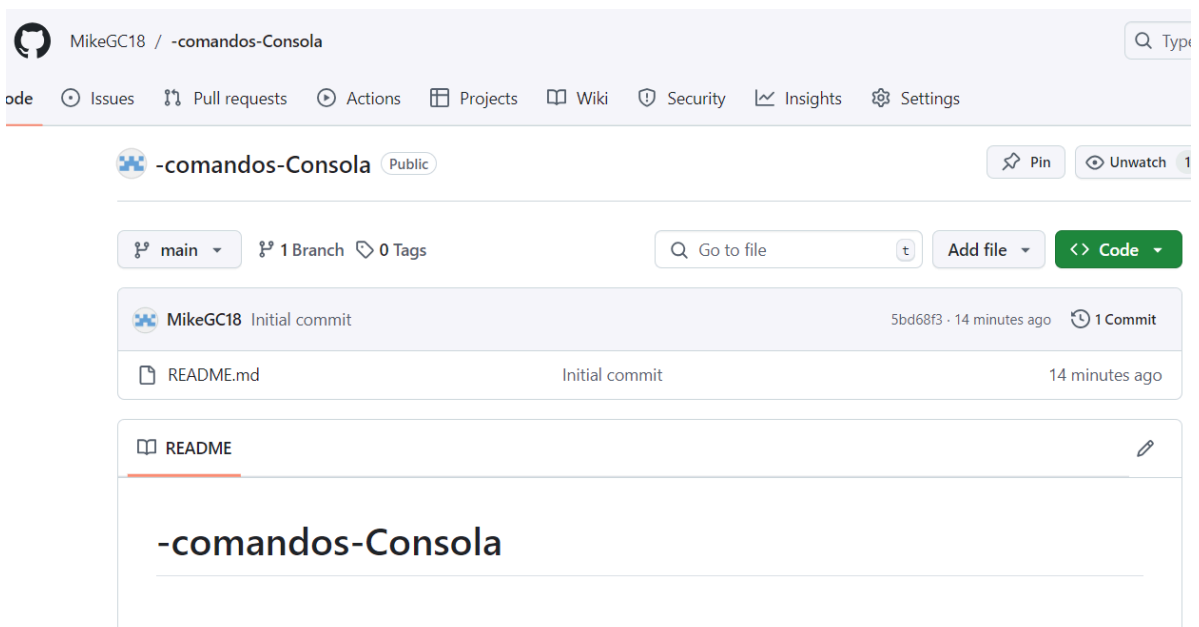 MikeGC18 / -comandos-Consola
Type
ode Issues Pull requests Actions Projects Wiki Security Insights Settings
-comandos-Consola Public Pin Unwatch 1
main 1 Branch 0 Tags Go to file t Add file Code
MikeGC18 Initial commit 5bd68f3 · 14 minutes ago 1 Commit
README.md Initial commit 14 minutes ago
README
-comandos-Consola